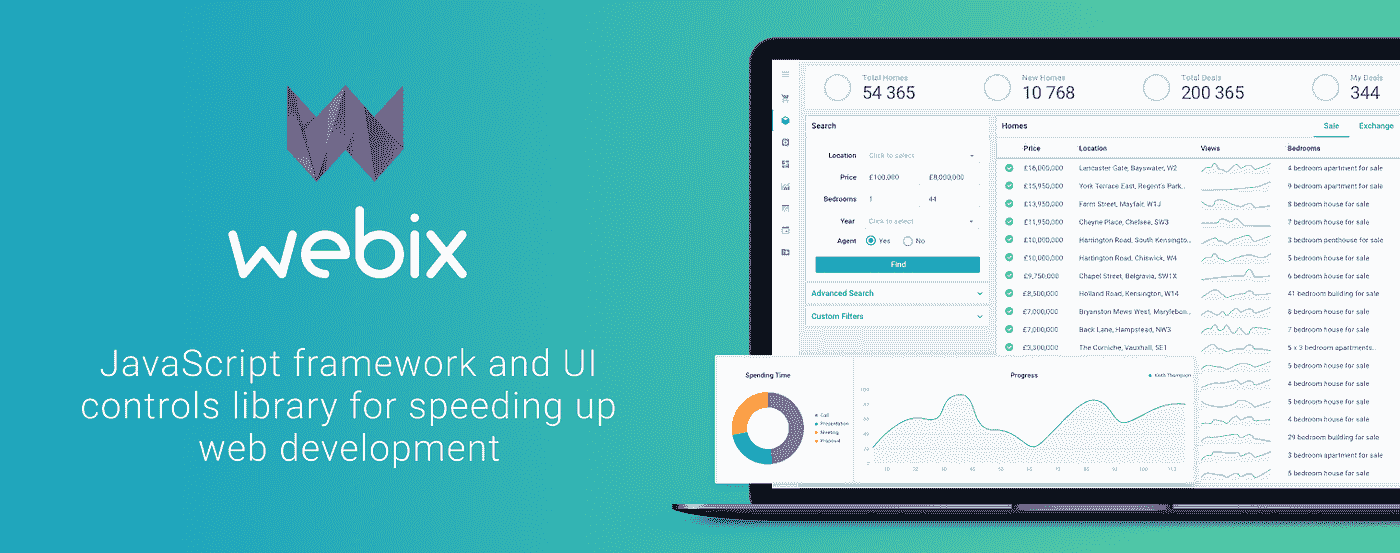 webix
JavaScript framework and UI
controls library for speeding up
web development
Total Homes
54 365
New Homes
10 768
Total Deals
200 365
My Deals
344
Search
Location Click to select
Price £100,000 £8,000,000
Bedrooms 1 44
Year Click to select
Agent Yes No
Find
Advanced Search
Custom Filters
Homes Sale Exchange
Price Location Views Bedrooms
£16,000,000 Lancaster Gate, Bayswater, W2 4 bedroom apartment for sale
£15,950,000 York Terrace East, Regent's Park.. 9 bedroom apartment for sale
£13,950,000 Farm Street, Mayfair, W1J 8 bedroom house for sale
£11,950,000 Cheyne Place, Chelsea, SW3 7 bedroom house for sale
£10,000,000 Harrington Road, South Kensingto... 3 bedroom penthouse for sale
£10,000,000 Hartington Road, Chiswick, W4 5 bedroom house for sale
£9,750,000 Chapel Street, Belgravia, SW1X 6 bedroom house for sale
£8,500,000 Holland Road, Kensington, W14 41 bedroom building for sale
£7,000,000 Bryanston Mews West, Marylebon... 8 bedroom house for sale
£7,000,000 Back Lane, Hampstead, NW3 7 bedroom house for sale
£3,500,000 The Corniche, Vauxhall, SE1 5 x 3 bedroom apartments..
5 bedroom house for sale
4 bedroom house for sale
5 bedroom house for sale
4 bedroom house for sale
29 bedroom building for sale
3 bedroom apartment for sale
5 bedroom house for sale
Spending Time
Call
Presentation
Meeting
Proposal
Progress
Keith Thompson
100
80
60
40
20
0
10 20 30 40 50 60 70 80 90 100 110